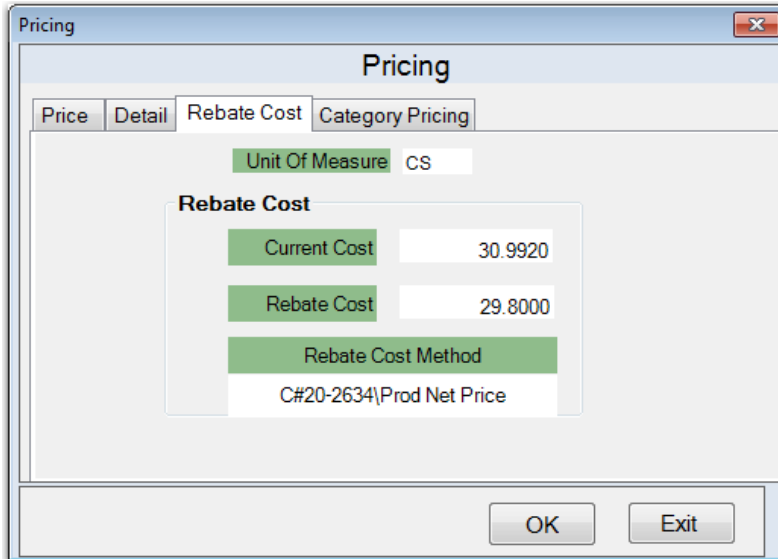 Pricing
Pricing
Price Detail Rebate Cost Category Pricing
Unit Of Measure CS
Rebate Cost
Current Cost 30.9920
Rebate Cost 29.8000
Rebate Cost Method
C#20-2634\Prod Net Price
OK Exit